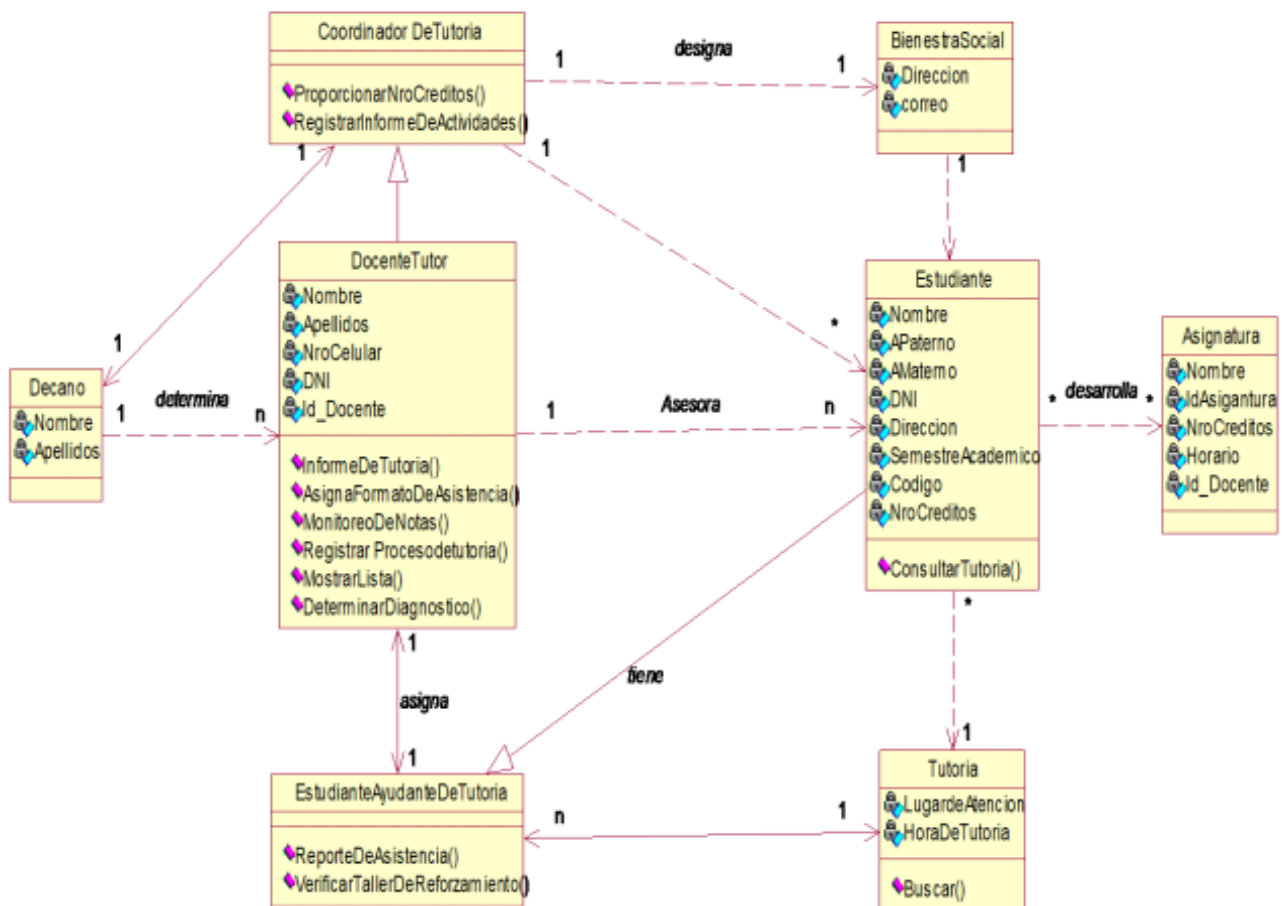 Coordinador DeTutoria
ProporcionarNroCreditos()
RegistrarInformeDeActividades()
1
designa
1
BienestraSocial
Direccion
correo
1
1
1
*
1
DocenteTutor
Nombre
Apellidos
NroCelular
DNI
Id_Docente
InformeDeTutoria()
AsignaFormatoDeAsistencia()
MonitoreoDeNotas()
Registrar Procesodetutoria()
MostrarLista()
DeterminarDiagnostico()
Decano
Nombre
Apellidos
1
determina
n
1
Asesora
n
Estudiante
Nombre
APaterno
AMaterno
DNI
Direccion
SemestreAcademico
Codigo
NroCreditos
ConsultarTutoria()
*
desarrolla
*
Asignatura
Nombre
IdAsigantura
NroCreditos
Horario
Id_Docente
1
asigna
1
tiene
*
1
EstudianteAyudanteDeTutoria
ReporteDeAsistencia()
VerificarTallerDeReforzamiento()
n
1
Tutoria
LugardeAtencion
HoraDeTutoria
Buscar()